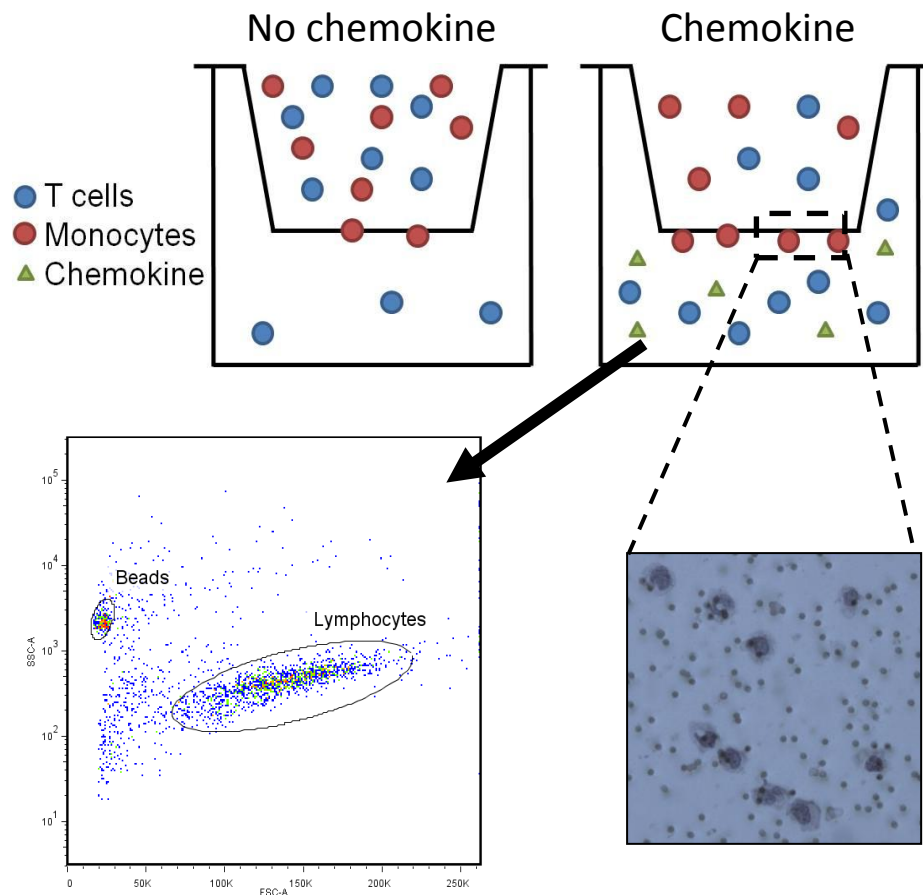 No chemokine
Chemokine
T cells
Monocytes
Chemokine
Beads
Lymphocytes
SSC-A
10^5
10^4
10^3
10^2
10^1
0 50K 100K 150K 200K 250K
FSC-A